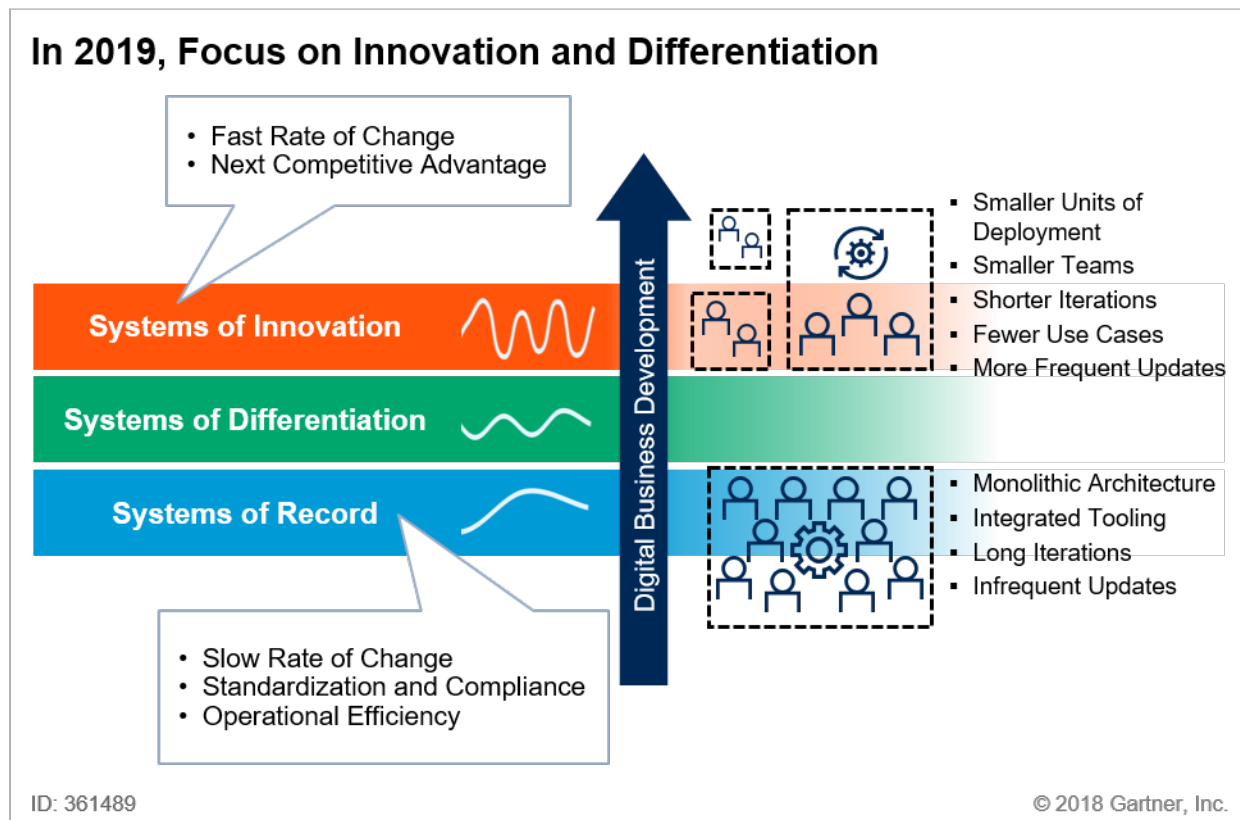 In 2019, Focus on Innovation and Differentiation
• Fast Rate of Change
• Next Competitive Advantage
Systems of Innovation
Systems of Differentiation
Systems of Record
• Slow Rate of Change
• Standardization and Compliance
• Operational Efficiency
Digital Business Development
▪ Smaller Units of
Deployment
▪ Smaller Teams
▪ Shorter Iterations
▪ Fewer Use Cases
▪ More Frequent Updates
▪ Monolithic Architecture
▪ Integrated Tooling
▪ Long Iterations
▪ Infrequent Updates
ID: 361489
© 2018 Gartner, Inc.